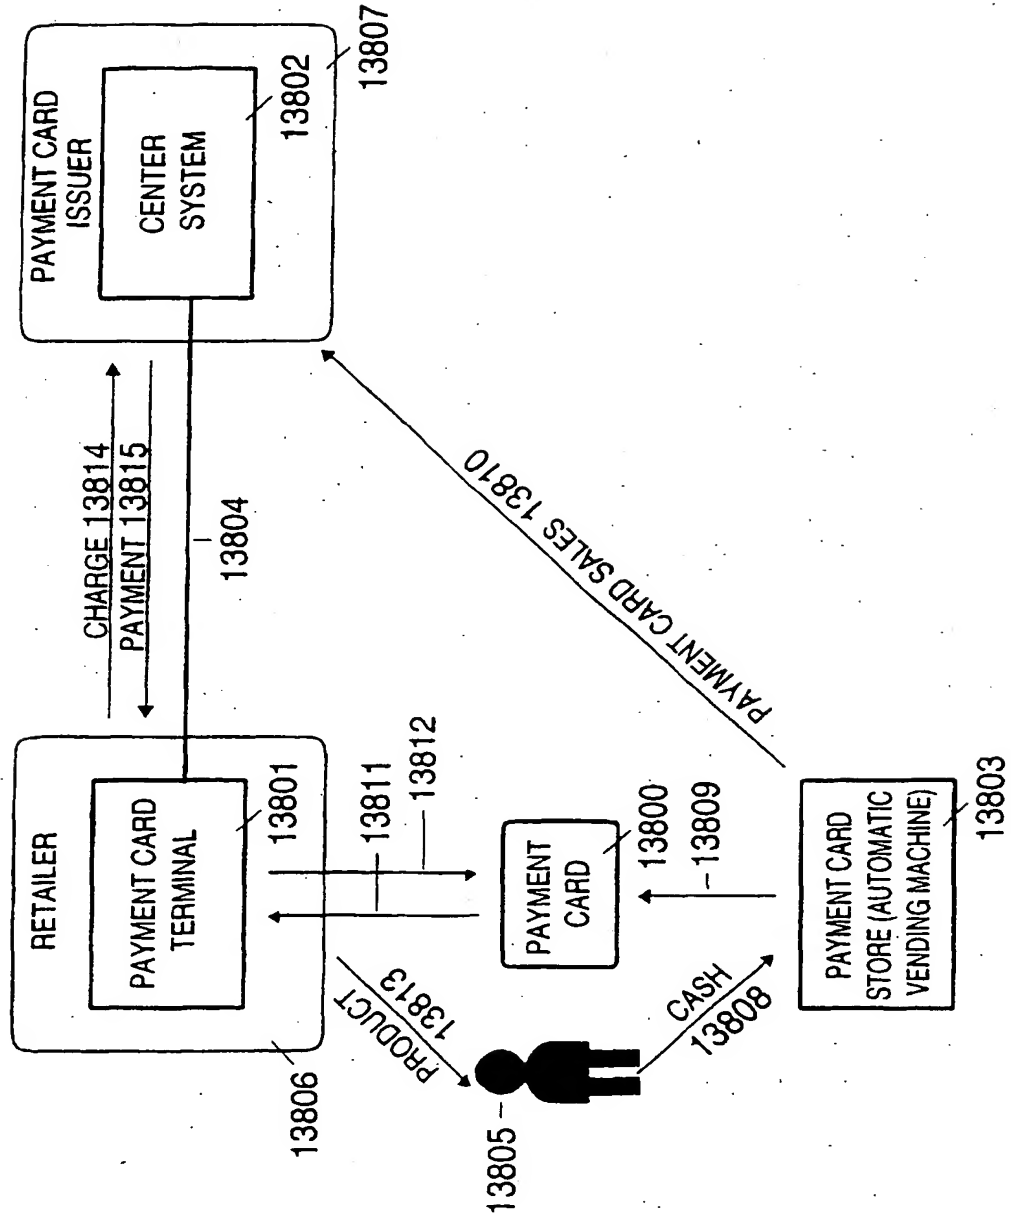 RETAILER
PAYMENT CARD
TERMINAL
13801
13806
CHARGE 13814
PAYMENT 13815
13804
PAYMENT CARD
ISSUER
CENTER
SYSTEM
13802
13807
PRODUCT
13813
13811
13812
13805
PAYMENT
CARD
13800
13809
CASH
13808
PAYMENT CARD SALES 13810
PAYMENT CARD
STORE (AUTOMATIC
VENDING MACHINE)
13803